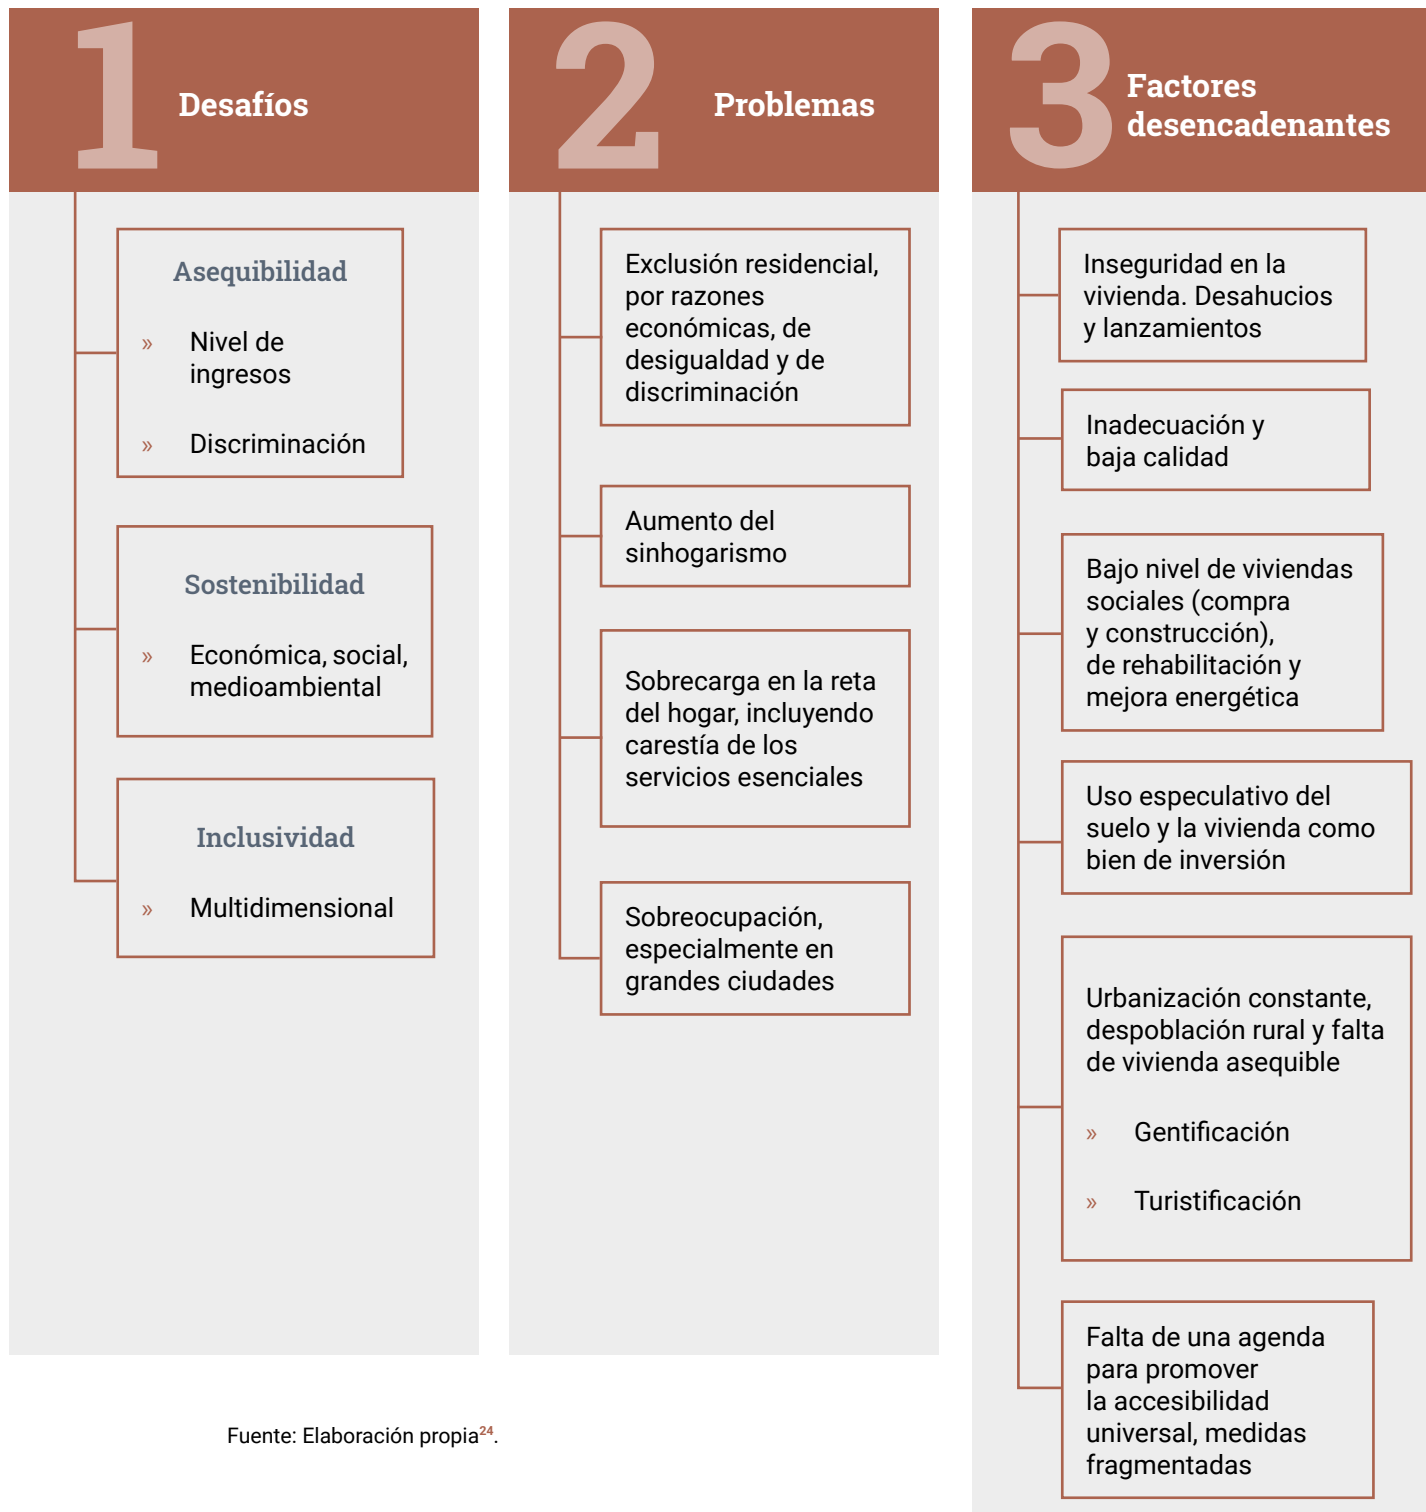 1
Desafíos
Asequibilidad
» Nivel de
ingresos
» Discriminación
Sostenibilidad
» Económica, social,
medioambiental
Inclusividad
» Multidimensional
2
Problemas
Exclusión residencial,
por razones
económicas, de
desigualdad y de
discriminación
Aumento del
sinhogarismo
Sobrecarga en la reta
del hogar, incluyendo
carestía de los
servicios esenciales
Sobreocupación,
especialmente en
grandes ciudades
3
Factores
desencadenantes
Inseguridad en la
vivienda. Desahucios
y lanzamientos
Inadecuación y
baja calidad
Bajo nivel de viviendas
sociales (compra
y construcción),
de rehabilitación y
mejora energética
Uso especulativo del
suelo y la vivienda como
bien de inversión
Urbanización constante,
despoblación rural y falta
de vivienda asequible
» Gentificación
» Turistificación
Falta de una agenda
para promover
la accesibilidad
universal, medidas
fragmentadas
Fuente: Elaboración propia24.